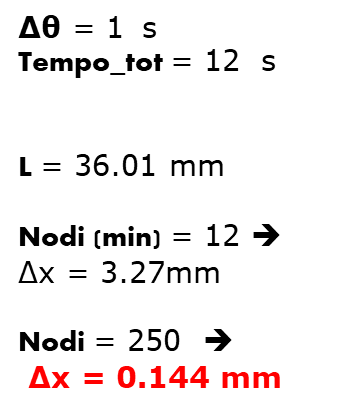 Δθ = 1 s
Tempo_tot = 12 s
L = 36.01 mm
Nodi (min) = 12 ➔
Δx = 3.27mm
Nodi = 250 ➔
Δx = 0.144 mm